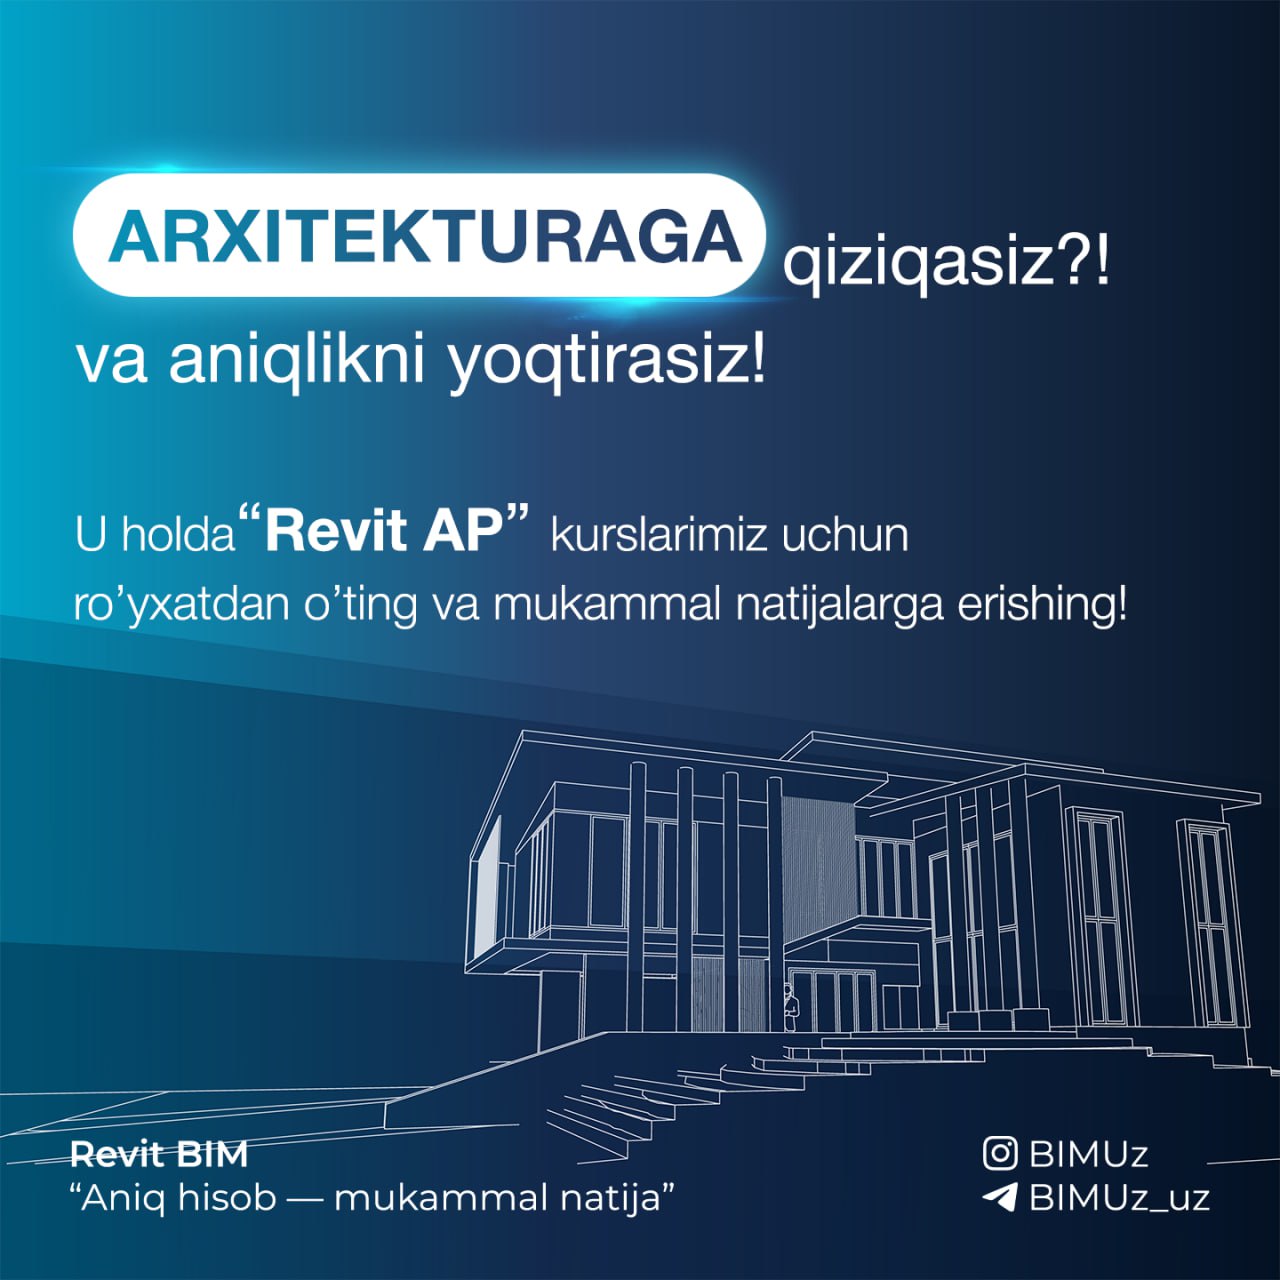 ARXITEKTURAGA qiziqasiz?!
va aniqlikni yoqtirasiz!
U holda “Revit AP” kurslarimiz uchun
ro’yxatdan o’ting va mukammal natijalarga erishing!
Revit BIM
“Aniq hisob — mukammal natija”
BIMUz
BIMUz_uz